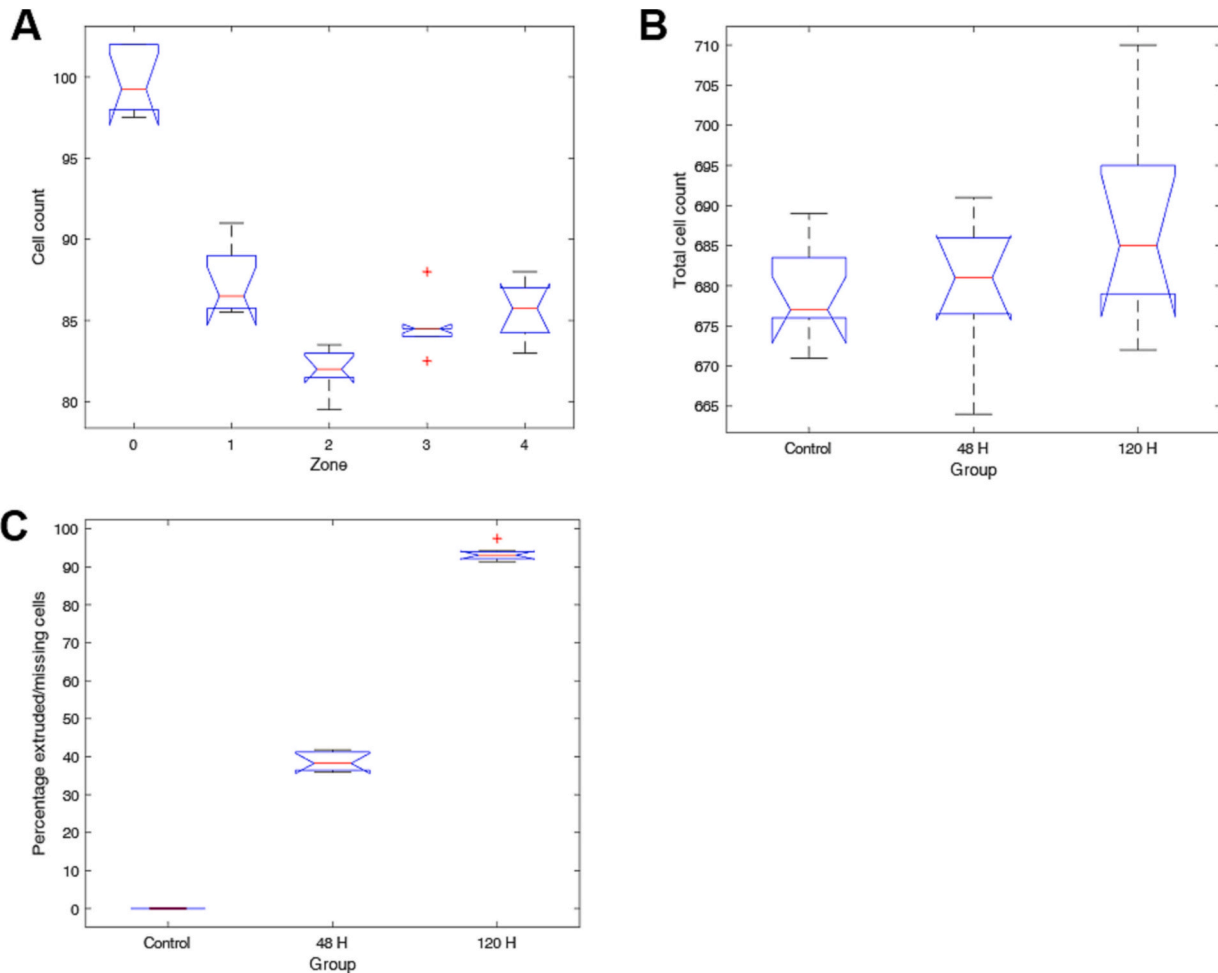 A
Cell count
100
95
90
85
80
0 1 2 3 4
Zone
B
Total cell count
710
705
700
695
690
685
680
675
670
665
Control 48 H 120 H
Group
C
Percentage extruded/missing cells
100
90
80
70
60
50
40
30
20
10
0
Control 48 H 120 H
Group